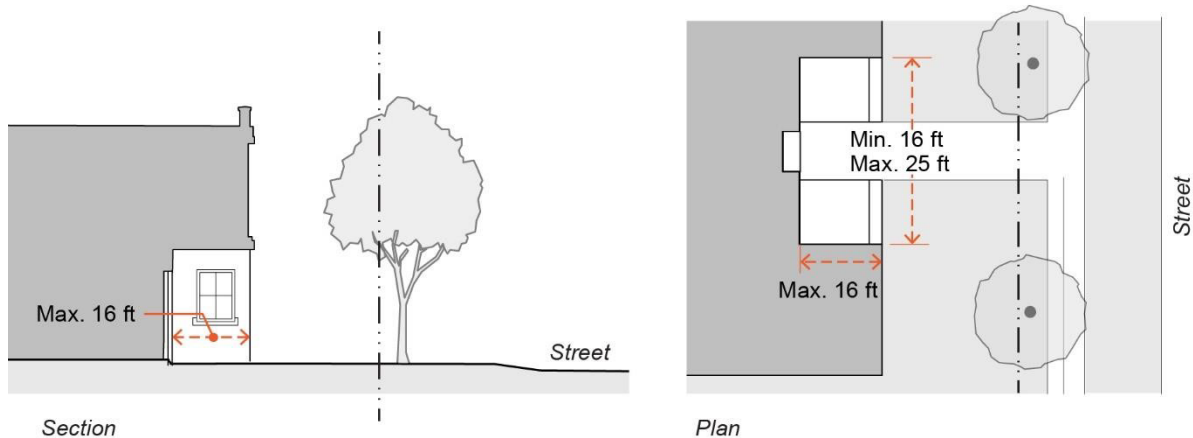 Max. 16 ft
Street
Section
Min. 16 ft
Max. 25 ft
Max. 16 ft
Street
Plan